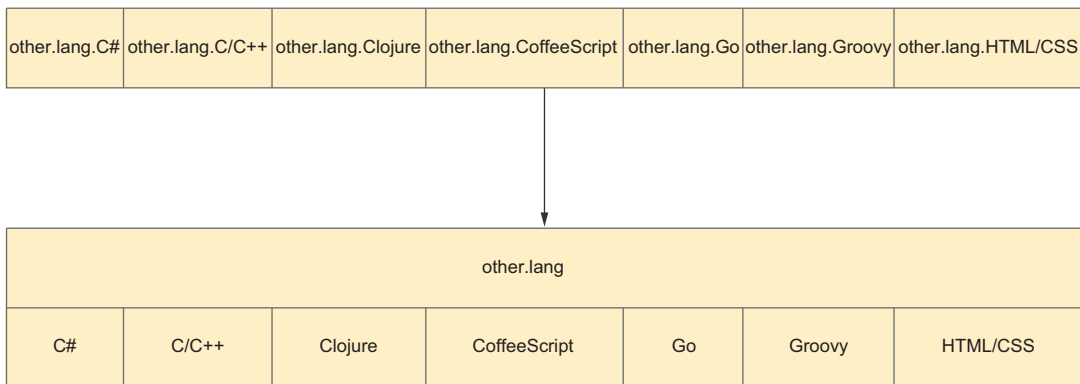 other.lang.C# other.lang.C/C++ other.lang.Clojure other.lang.CoffeeScript other.lang.Go other.lang.Groovy other.lang.HTML/CSS
other.lang
C# C/C++ Clojure CoffeeScript Go Groovy HTML/CSS